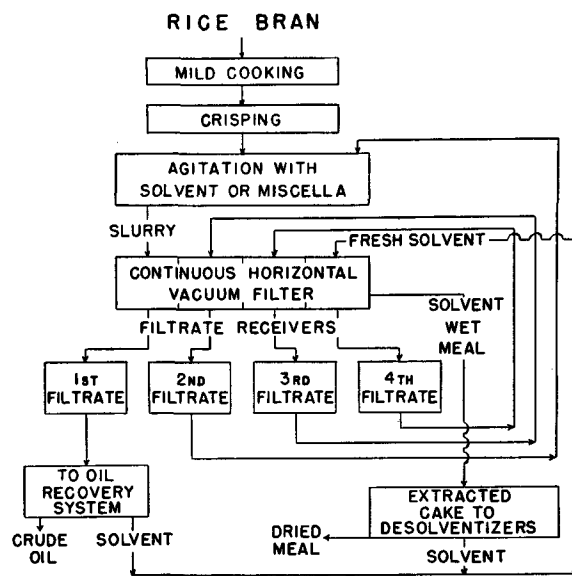 RICE BRAN
MILD COOKING
CRISPING
AGITATION WITH
SOLVENT OR MISCELLA
SLURRY
FRESH SOLVENT
CONTINUOUS HORIZONTAL
VACUUM FILTER
SOLVENT
WET
MEAL
FILTRATE RECEIVERS
1ST
FILTRATE
2ND
FILTRATE
3RD
FILTRATE
4TH
FILTRATE
TO OIL
RECOVERY
SYSTEM
EXTRACTED
CAKE TO
DESOLVENTIZERS
CRUDE
OIL
SOLVENT
DRIED
MEAL
SOLVENT